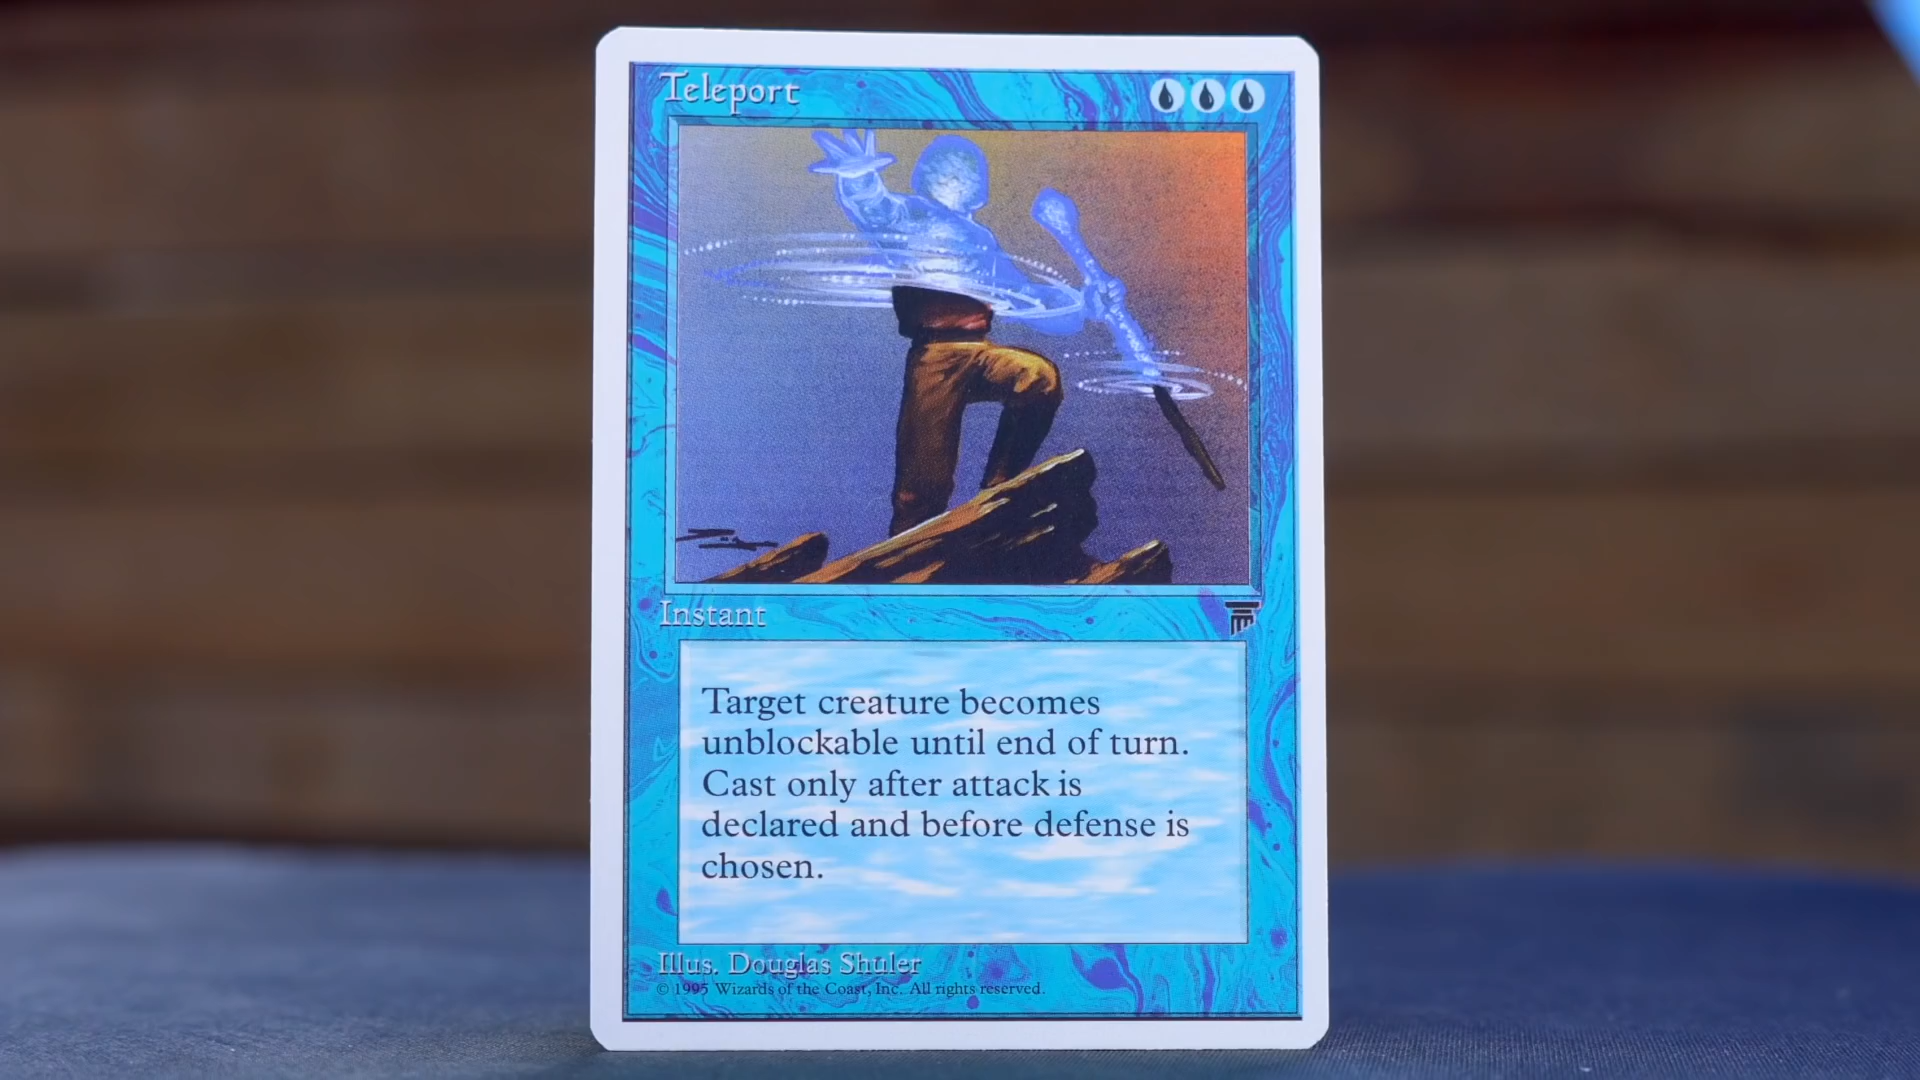 Teleport
Instant
Target creature becomes
unblockable until end of turn.
Cast only after attack is
declared and before defense is
chosen.
Illus. Douglas Shuler
© 1995 Wizards of the Coast, Inc. All rights reserved.